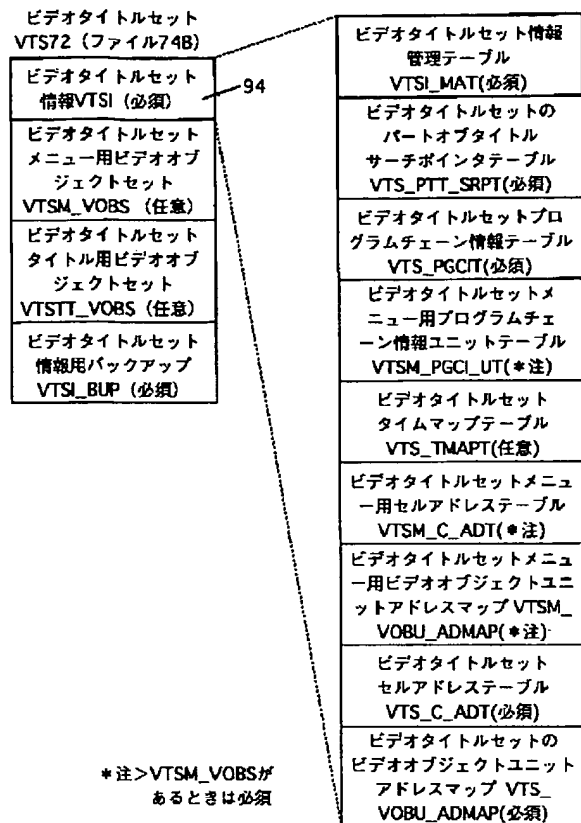 ビデオタイトルセット
VTS72（ファイル74B）
ビデオタイトルセット
情報VTSI（必須）
94
ビデオタイトルセット
メニュー用ビデオオブ
ジェクトセット
VTSM_VOBS（任意）
ビデオタイトルセット
タイトル用ビデオオブ
ジェクトセット
VTSTT_VOBS（任意）
ビデオタイトルセット
情報用バックアップ
VTSI_BUP（必須）
ビデオタイトルセット情報
管理テーブル
VTSI_MAT(必須)
ビデオタイトルセットの
パートオブタイトル
サーチポインタテーブル
VTS_PTT_SRPT(必須)
ビデオタイトルセットプロ
グラムチェーン情報テーブル
VTS_PGCIT(必須)
ビデオタイトルセットメ
ニュー用プログラムチェ
ーン情報ユニットテーブル
VTSM_PGCI_UT(*注)
ビデオタイトルセット
タイムマップテーブル
VTS_TMAPT(任意)
ビデオタイトルセットメニュ
ー用セルアドレステーブル
VTSM_C_ADT(*注)
ビデオタイトルセットメニュ
ー用ビデオオブジェクトユニ
ットアドレスマップ VTSM_
VOBU_ADMAP(*注)
ビデオタイトルセット
セルアドレステーブル
VTS_C_ADT(必須)
ビデオタイトルセットの
ビデオオブジェクトユニット
アドレスマップ VTS_
VOBU_ADMAP(必須)
*注>VTSM_VOBSが
あるときは必須